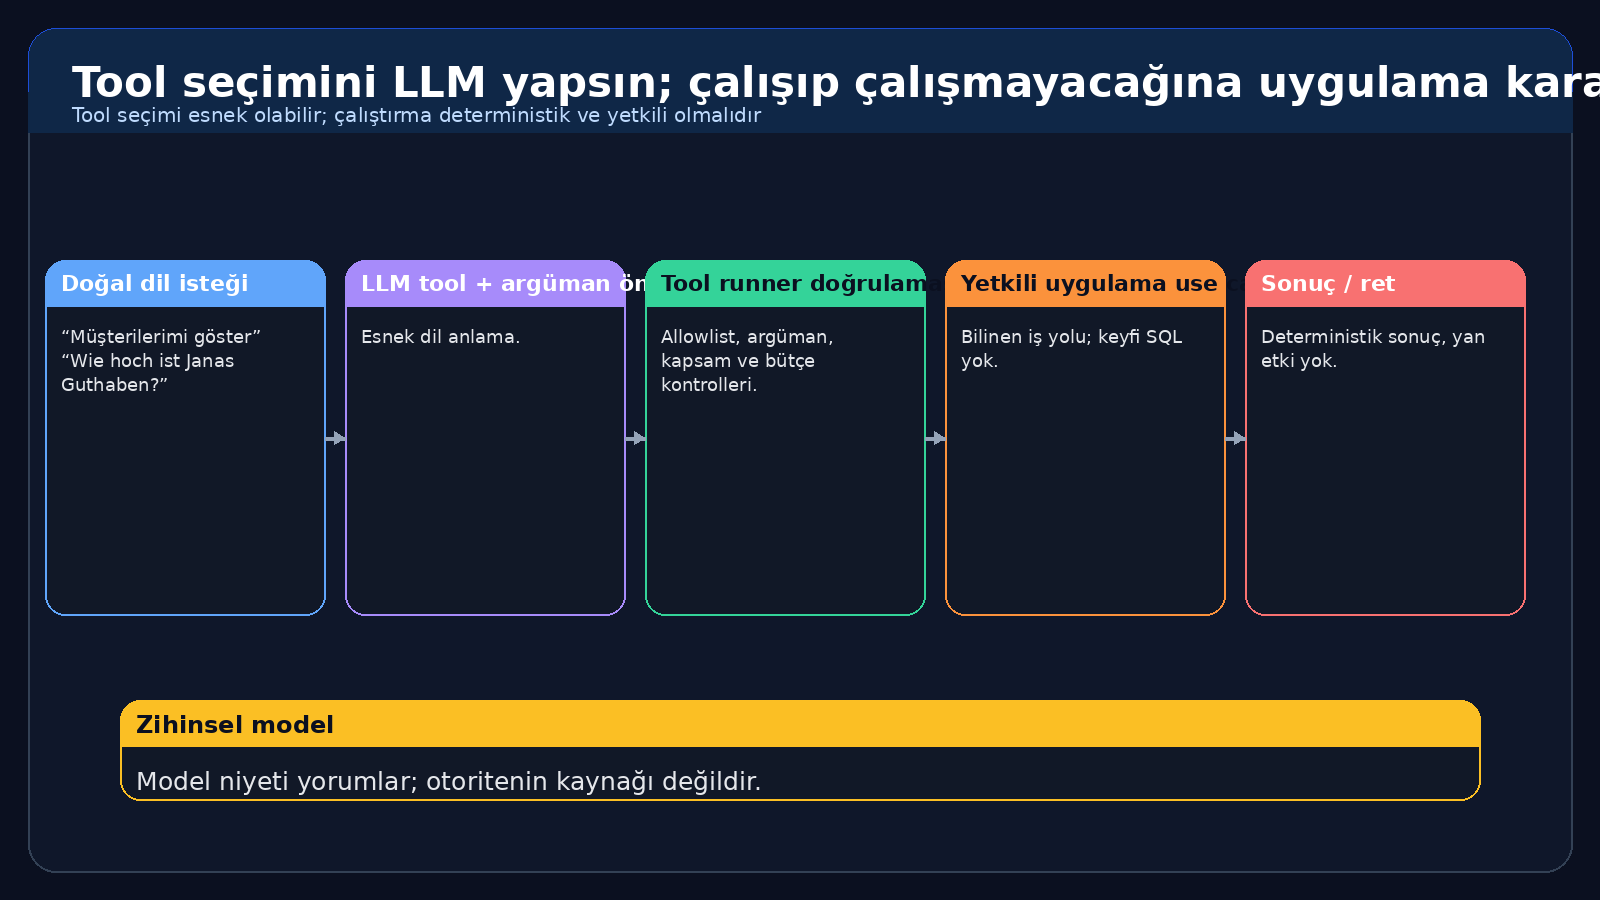 Tool seçimini LLM yapsın; çalışıp çalışmayacağına uygulama kara
Tool seçimi esnek olabilir; çalıştırma deterministik ve yetkili olmalıdır
Doğal dil isteği
“Müşterilerimi göster”
“Wie hoch ist Janas
Guthaben?”
LLM tool + argüman ön
Esnek dil anlama.
Tool runner doğrulama
Allowlist, argüman,
kapsam ve bütçe
kontrolleri.
Yetkili uygulama use
Bilinen iş yolu; keyfi SQL
yok.
Sonuç / ret
Deterministik sonuç, yan
etki yok.
Zihinsel model
Model niyeti yorumlar; otoritenin kaynağı değildir.